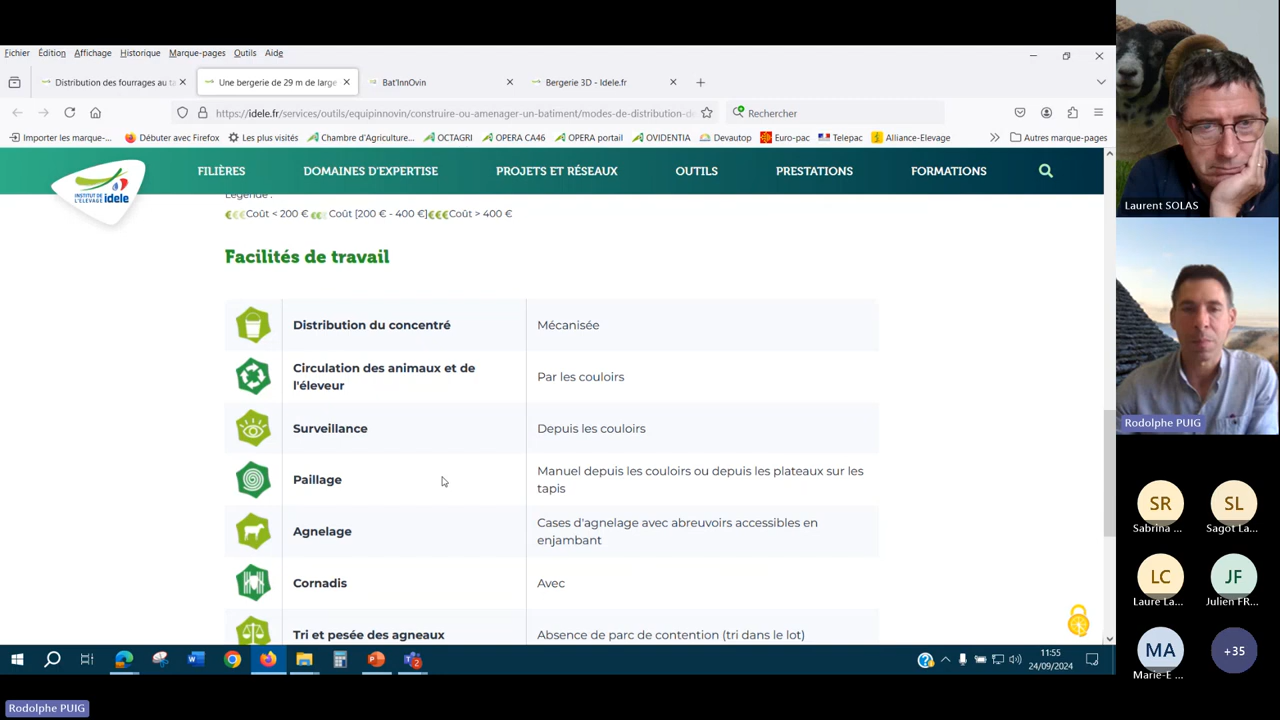 Fichier Édition Affichage Historique Marque-pages Outils Aide
Distribution des fourrages au ta
Une bergerie de 29 m de large
Bat'InnOvin
Bergerie 3D - Idele.fr
https://idele.fr/services/outils/equipinnovin/construire-ou-amenager-un-batiment/modes-de-distribution-de
Rechercher
Importer les marque-... Débuter avec Firefox Les plus visités Chambre d'Agriculture... OCTAGRI OPERA CA46 OPERA portail OVIDENTIA Devautop Euro-pac Telepac Alliance-Elevage Autres marque-pages
INSTITUT DE L'ÉLEVAGE idele
FILIÈRES DOMAINES D'EXPERTISE PROJETS ET RÉSEAUX OUTILS PRESTATIONS FORMATIONS
Légende :
€€€Coût < 200 € €€€ Coût [200 € - 400 €]€€€Coût > 400 €
Facilités de travail
Distribution du concentré
Mécanisée
Circulation des animaux et de
l'éleveur
Par les couloirs
Surveillance
Depuis les couloirs
Paillage
Manuel depuis les couloirs ou depuis les plateaux sur les
tapis
Agnelage
Cases d'agnelage avec abreuvoirs accessibles en
enjambant
Cornadis
Avec
Tri et pesée des agneaux
Absence de parc de contention (tri dans le lot)
11:55
24/09/2024
Laurent SOLAS
Rodolphe PUIG
SR
Sabrina ...
SL
Sagot La...
LC
Laure La...
JF
Julien FR...
MA
Marie-E ...
+35
Rodolphe PUIG